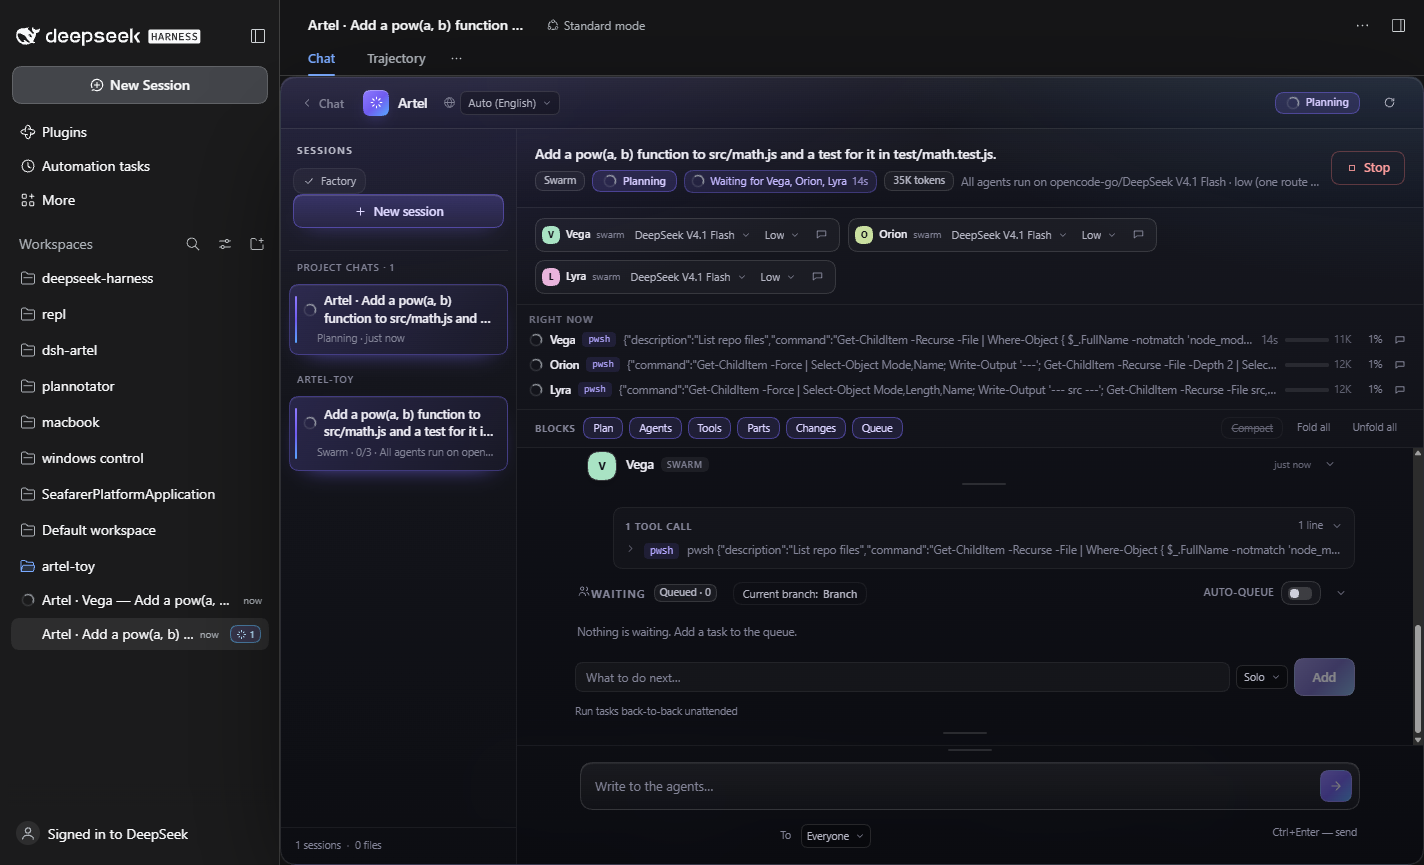 deepseek HARNESS
New Session
Plugins
Automation tasks
More
Workspaces
deepseek-harness
repl
dsh-artel
plannotator
macbook
windows control
SeafarerPlatformApplication
Default workspace
artel-toy
Artel · Vega — Add a pow(a, ... now
Artel · Add a pow(a, b) ... now 1
Signed in to DeepSeek
Artel · Add a pow(a, b) function ... Standard mode
Chat Trajectory ...
Chat Artel Auto (English) Planning
SESSIONS
Factory
+ New session
PROJECT CHATS · 1
Artel · Add a pow(a, b)
function to src/math.js and ...
Planning · just now
ARTEL-TOY
Add a pow(a, b) function to
src/math.js and a test for it i...
Swarm · 0/3 · All agents run on open...
1 sessions · 0 files
Add a pow(a, b) function to src/math.js and a test for it in test/math.test.js.
Swarm Planning Waiting for Vega, Orion, Lyra 14s 35K tokens All agents run on opencode-go/DeepSeek V4.1 Flash · low (one route ...
Stop
V Vega swarm DeepSeek V4.1 Flash Low
O Orion swarm DeepSeek V4.1 Flash Low
L Lyra swarm DeepSeek V4.1 Flash Low
RIGHT NOW
Vega pwsh {"description":"List repo files","command":"Get-ChildItem -Recurse -File | Where-Object { $_.FullName -notmatch 'node_mod... 14s 11K 1%
Orion pwsh {"command":"Get-ChildItem -Force | Select-Object Mode,Name; Write-Output '---'; Get-ChildItem -Recurse -File -Depth 2 | Selec... 12K 1%
Lyra pwsh {"command":"Get-ChildItem -Force | Select-Object Mode,Length,Name; Write-Output '--- src ---'; Get-ChildItem -Recurse -File src,... 12K 1%
BLOCKS Plan Agents Tools Parts Changes Queue Compact Fold all Unfold all
V Vega SWARM just now
1 TOOL CALL 1 line
pwsh pwsh {"description":"List repo files","command":"Get-ChildItem -Recurse -File | Where-Object { $_.FullName -notmatch 'node_m...
WAITING Queued · 0 Current branch: Branch AUTO-QUEUE
Nothing is waiting. Add a task to the queue.
What to do next... Solo Add
Run tasks back-to-back unattended
Write to the agents...
To Everyone Ctrl+Enter — send